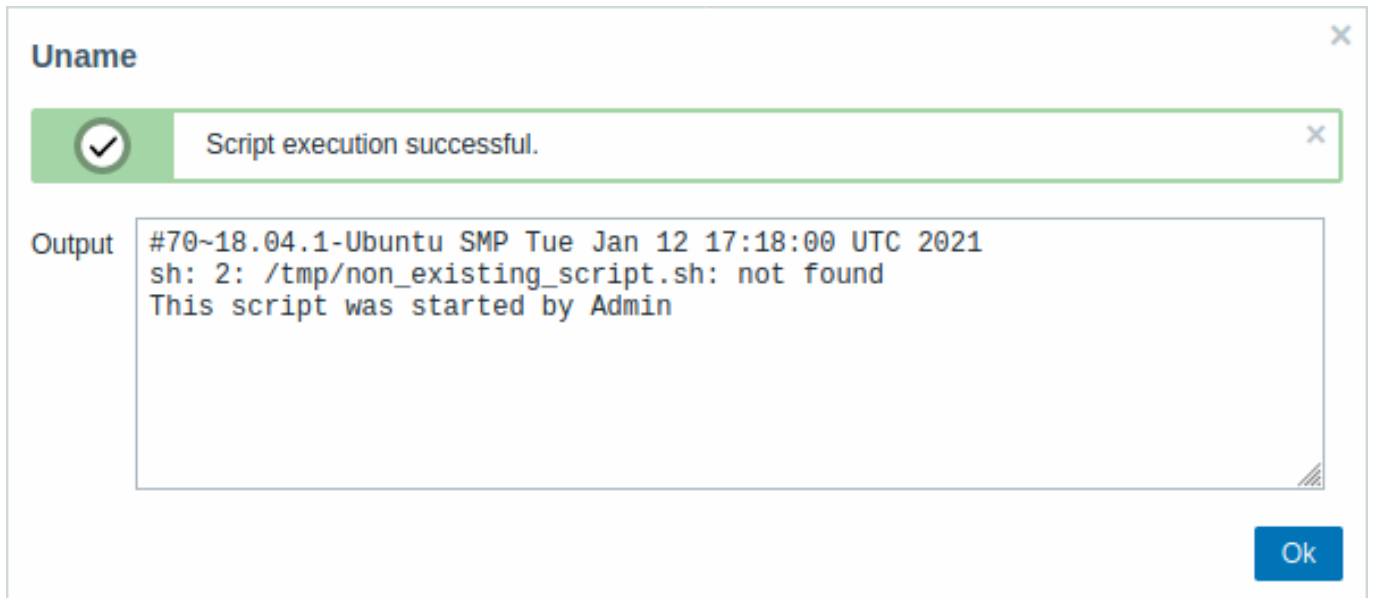 Uname
Script execution successful.
Output
#70~18.04.1-Ubuntu SMP Tue Jan 12 17:18:00 UTC 2021
sh: 2: /tmp/non_existing_script.sh: not found
This script was started by Admin
Ok